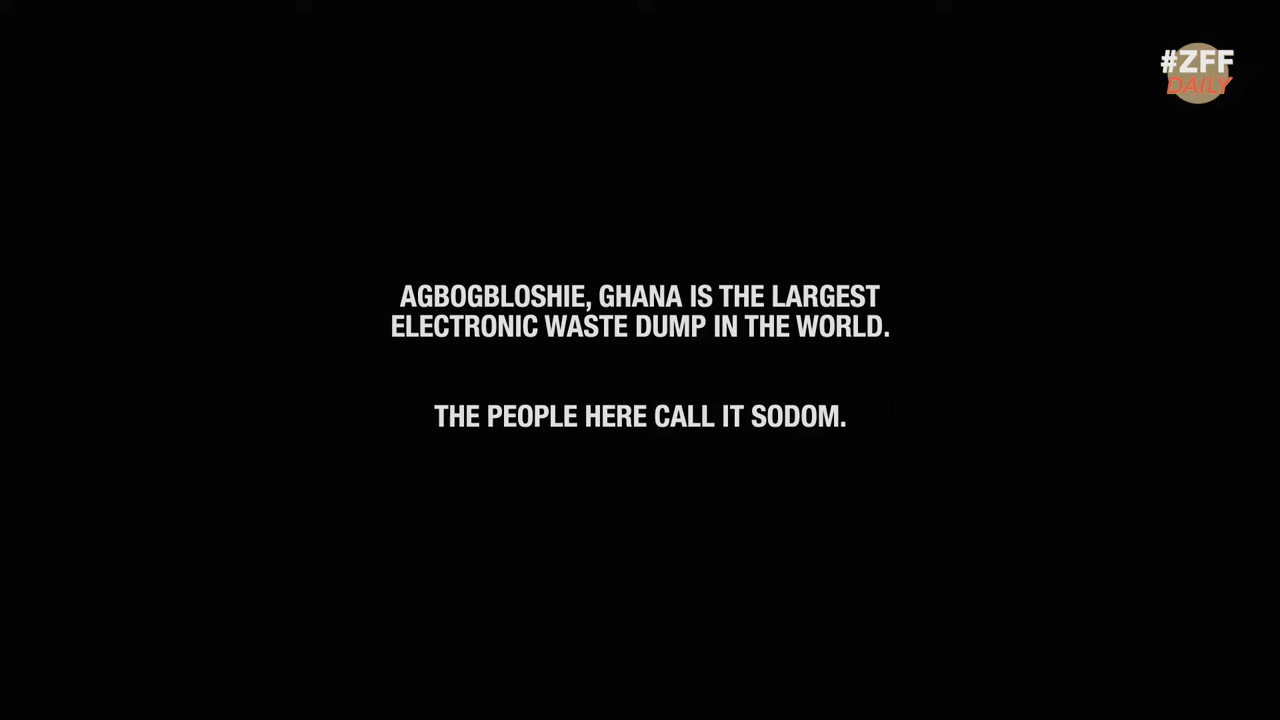 #ZFF
DAILY
AGBOGBLOSHIE, GHANA IS THE LARGEST
ELECTRONIC WASTE DUMP IN THE WORLD.
THE PEOPLE HERE CALL IT SODOM.